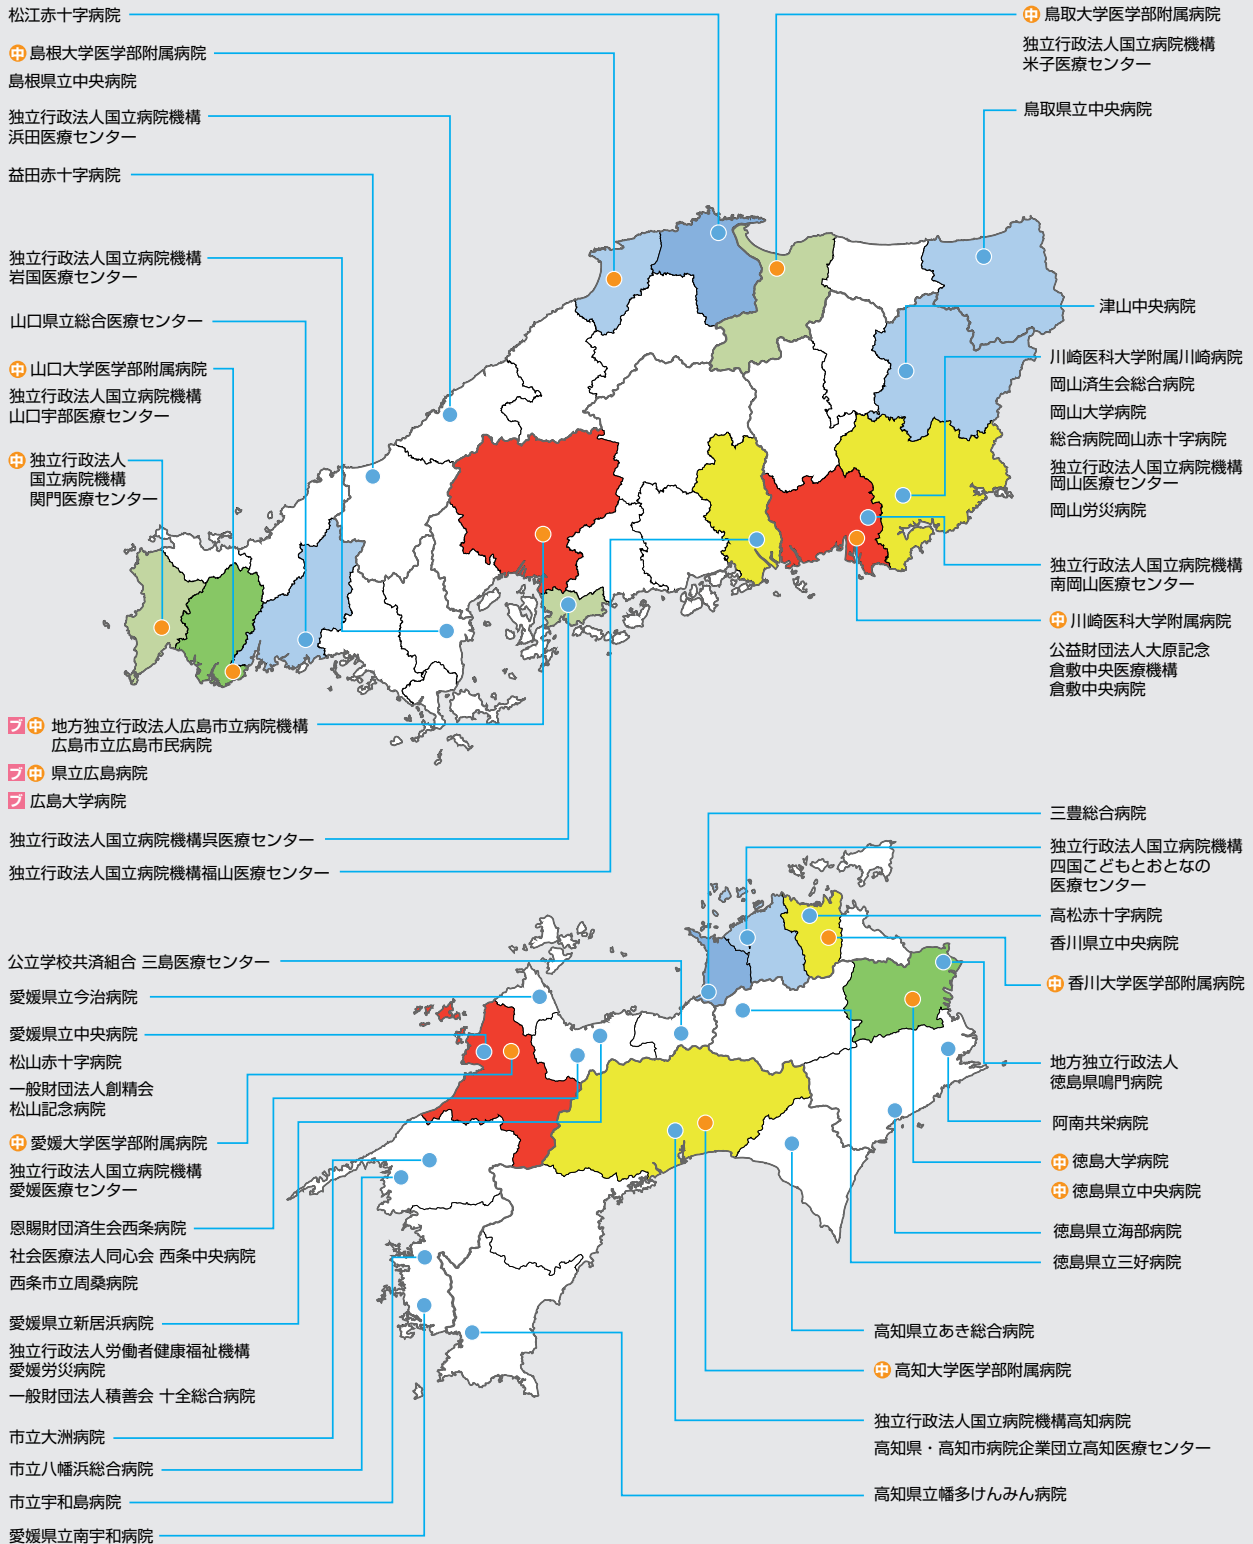 松江赤十字病院
中 島根大学医学部附属病院
島根県立中央病院
独立行政法人国立病院機構
浜田医療センター
益田赤十字病院
独立行政法人国立病院機構
岩国医療センター
山口県立総合医療センター
中 山口大学医学部附属病院
独立行政法人国立病院機構
山口宇部医療センター
中 独立行政法人
国立病院機構
関門医療センター
ブ 中 地方独立行政法人広島市立病院機構
広島市立広島市民病院
ブ 中 県立広島病院
ブ 広島大学病院
独立行政法人国立病院機構呉医療センター
独立行政法人国立病院機構福山医療センター
中 鳥取大学医学部附属病院
独立行政法人国立病院機構
米子医療センター
鳥取県立中央病院
津山中央病院
川崎医科大学附属川崎病院
岡山済生会総合病院
岡山大学病院
総合病院岡山赤十字病院
独立行政法人国立病院機構
岡山医療センター
岡山労災病院
独立行政法人国立病院機構
南岡山医療センター
中 川崎医科大学附属病院
公益財団法人大原記念
倉敷中央医療機構
倉敷中央病院
公立学校共済組合 三島医療センター
愛媛県立今治病院
愛媛県立中央病院
松山赤十字病院
一般財団法人創精会
松山記念病院
中 愛媛大学医学部附属病院
独立行政法人国立病院機構
愛媛医療センター
恩賜財団済生会西条病院
社会医療法人同心会 西条中央病院
西条市立周桑病院
愛媛県立新居浜病院
独立行政法人労働者健康福祉機構
愛媛労災病院
一般財団法人積善会 十全総合病院
市立大洲病院
市立八幡浜総合病院
市立宇和島病院
愛媛県立南宇和病院
三豊総合病院
独立行政法人国立病院機構
四国こどもとおとなの
医療センター
高松赤十字病院
香川県立中央病院
中 香川大学医学部附属病院
地方独立行政法人
徳島県鳴門病院
阿南共栄病院
中 徳島大学病院
中 徳島県立中央病院
徳島県立海部病院
徳島県立三好病院
高知県立あき総合病院
中 高知大学医学部附属病院
独立行政法人国立病院機構高知病院
高知県・高知市病院企業団立高知医療センター
高知県立幡多けんみん病院